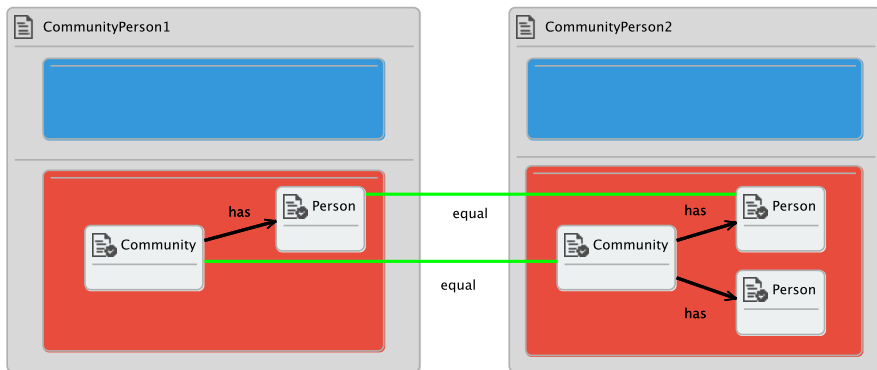 CommunityPerson1
CommunityPerson2
has
Person
equal
has
Person
Community
Community
equal
has
Person